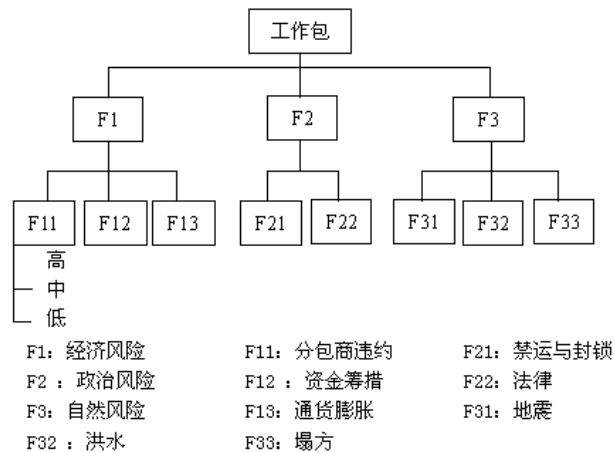 工作包
F1 F2 F3
F11 F12 F13 F21 F22 F31 F32 F33
高
中
低
F1: 经济风险 F11: 分包商违约 F21: 禁运与封锁
F2 : 政治风险 F12 : 资金筹措 F22: 法律
F3: 自然风险 F13: 通货膨胀 F31: 地震
F32 : 洪水 F33: 塌方